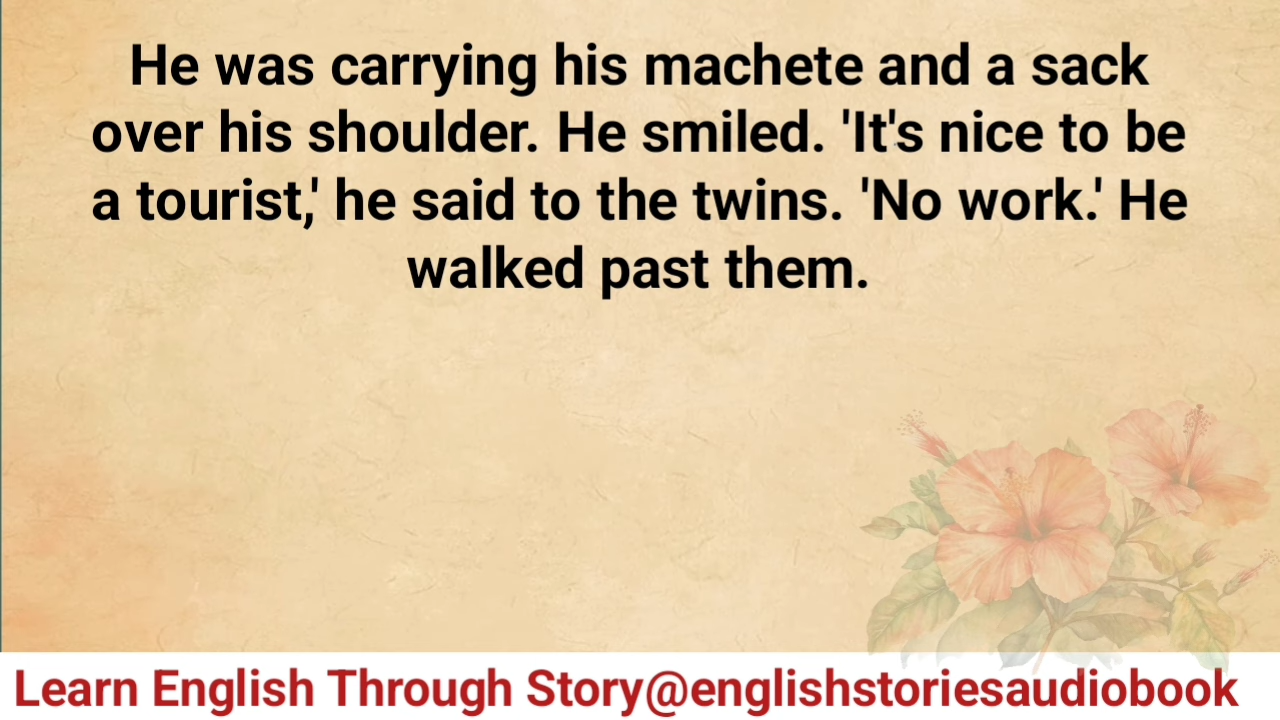 He was carrying his machete and a sack
over his shoulder. He smiled. 'It's nice to be
a tourist,' he said to the twins. 'No work.' He
walked past them.
Learn English Through Story@englishstoriesaudiobook